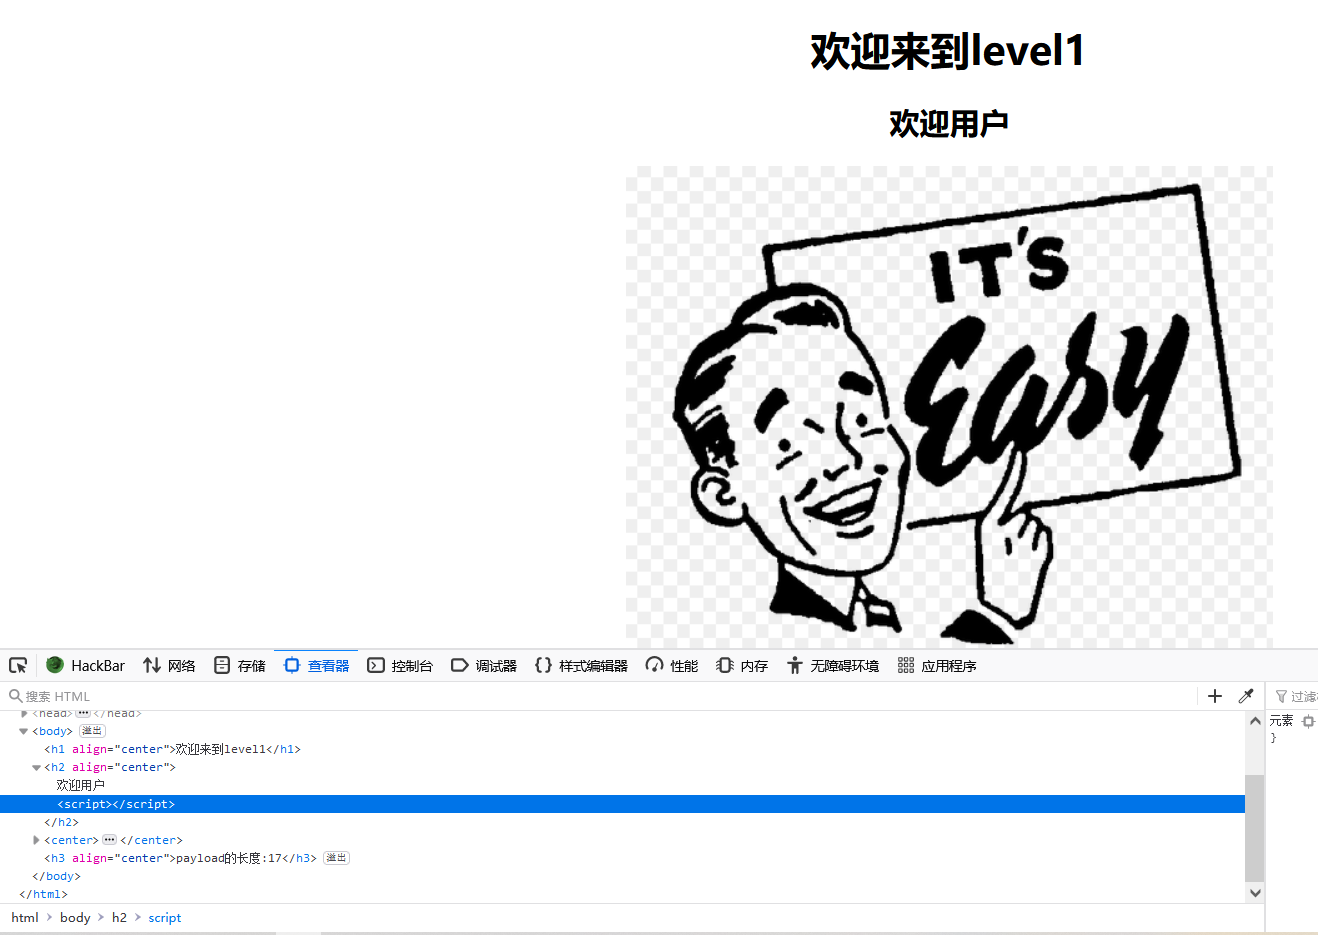 欢迎来到level1
欢迎用户
IT'S
Easy
HackBar 网络 存储 查看器 控制台 调试器 样式编辑器 性能 内存 无障碍环境 应用程序
搜索 HTML
过滤
<head>⋯</head>
元素
<body> 溢出
}
<h1 align="center">欢迎来到level1</h1>
<h2 align="center">
欢迎用户
<script></script>
</h2>
<center>⋯</center>
<h3 align="center">payload的长度:17</h3> 溢出
</body>
</html>
html > body > h2 > script